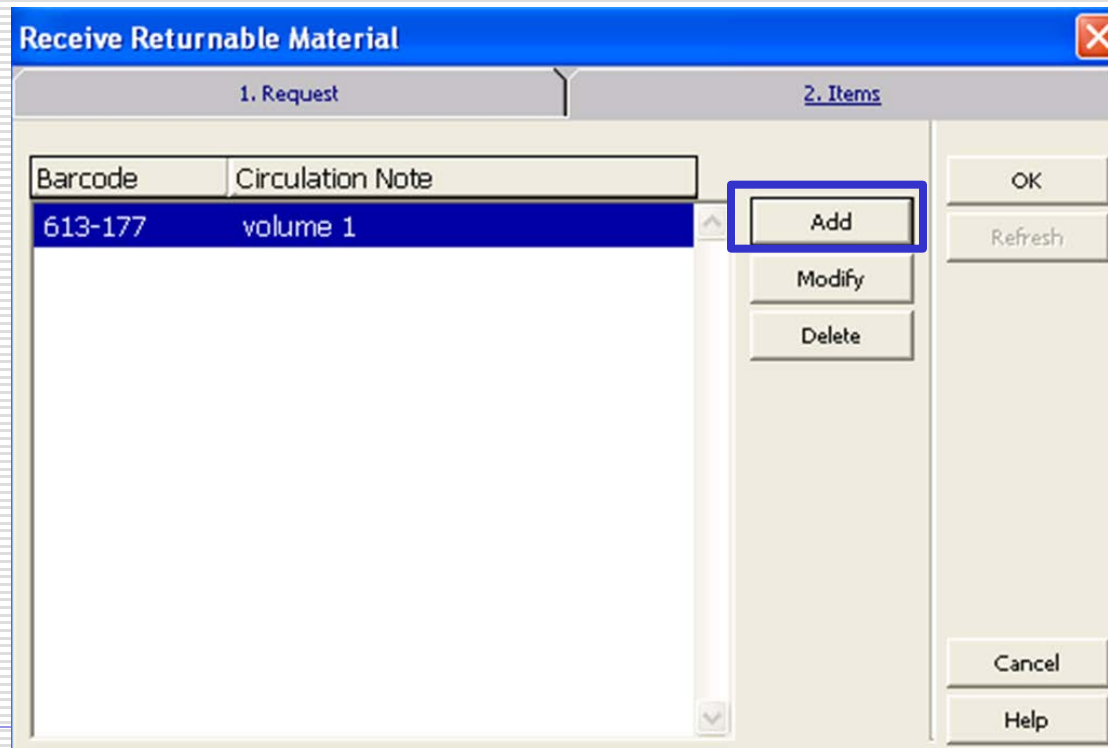 Receive Returnable Material
1. Request
2. Items
Barcode Circulation Note
613-177 volume 1
Add
Modify
Delete
OK
Refresh
Cancel
Help